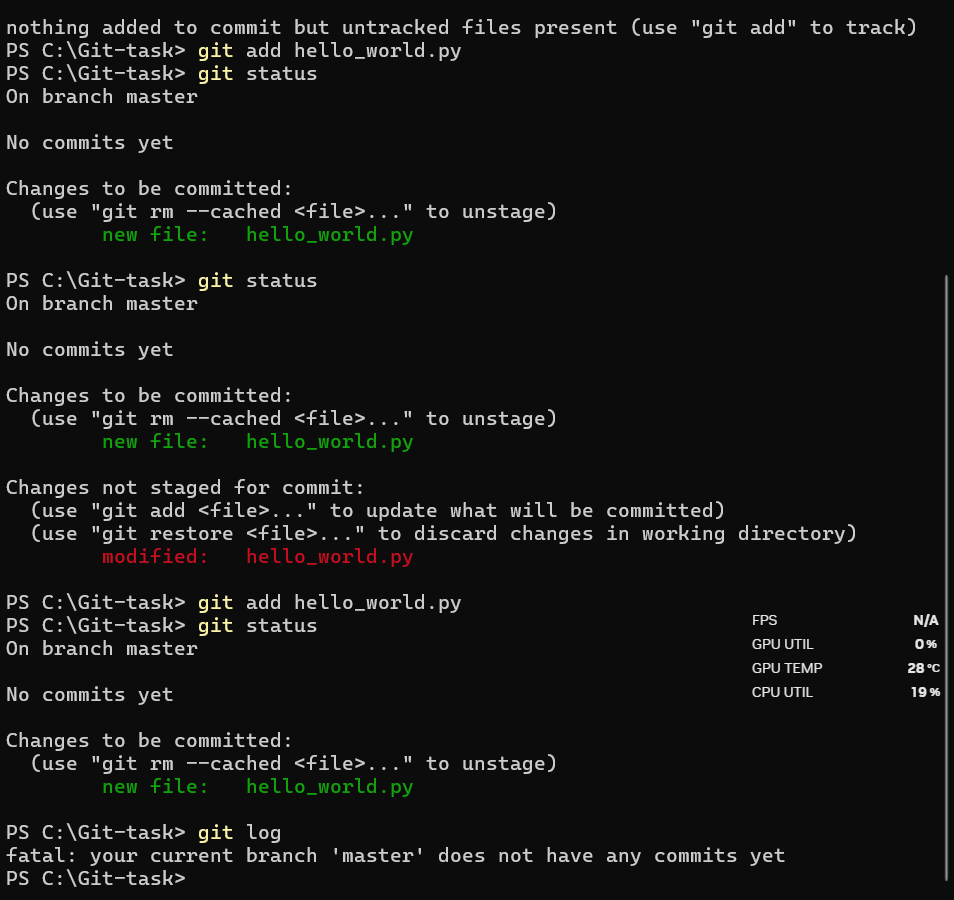 nothing added to commit but untracked files present (use "git add" to track)
PS C:\Git-task> git add hello_world.py
PS C:\Git-task> git status
On branch master
No commits yet
Changes to be committed:
  (use "git rm --cached <file>..." to unstage)
        new file:   hello_world.py
PS C:\Git-task> git status
On branch master
No commits yet
Changes to be committed:
  (use "git rm --cached <file>..." to unstage)
        new file:   hello_world.py
Changes not staged for commit:
  (use "git add <file>..." to update what will be committed)
  (use "git restore <file>..." to discard changes in working directory)
        modified:   hello_world.py
PS C:\Git-task> git add hello_world.py
PS C:\Git-task> git status
On branch master
No commits yet
Changes to be committed:
  (use "git rm --cached <file>..." to unstage)
        new file:   hello_world.py
PS C:\Git-task> git log
fatal: your current branch 'master' does not have any commits yet
PS C:\Git-task>
FPS N/A
GPU UTIL 0%
GPU TEMP 28°C
CPU UTIL 19%